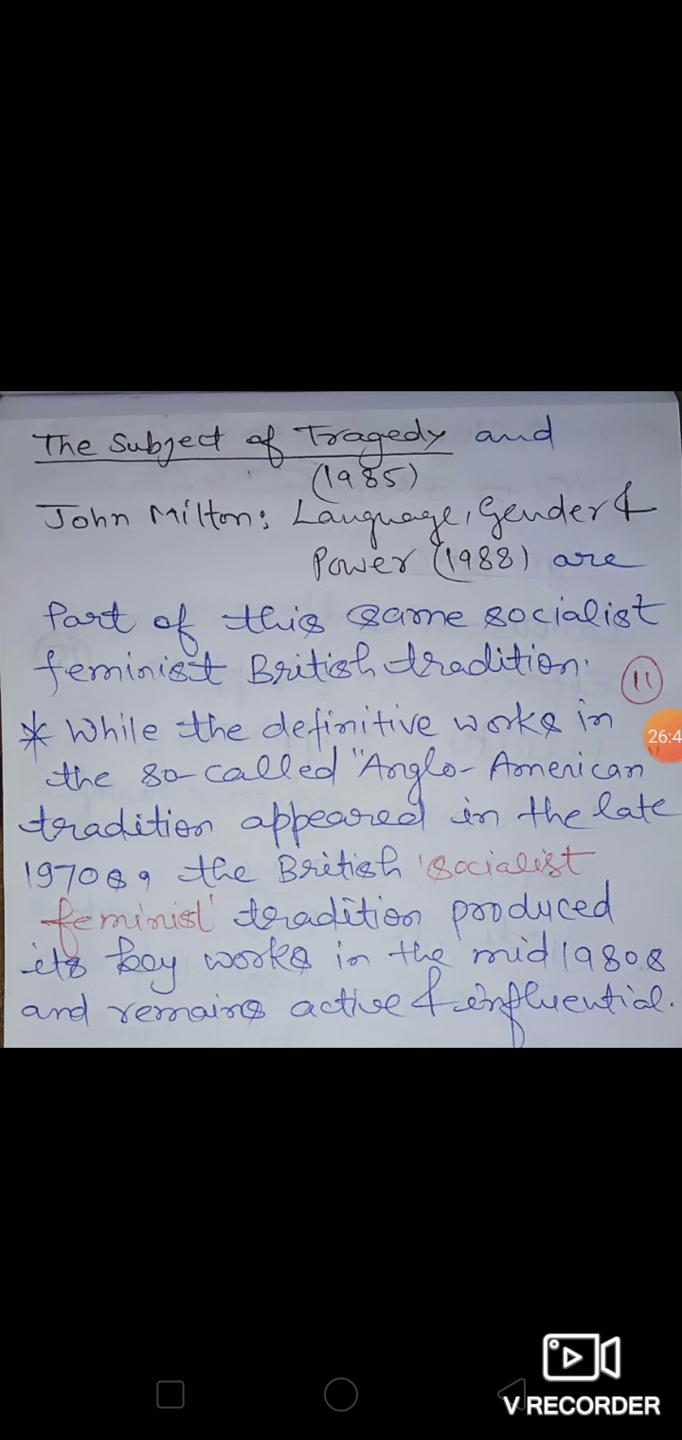 The Subject of Tragedy and
(1985)
John Milton: Language, Gender &
Power (1988) are
Part of this same socialist
feminist British tradition.
11
* While the definitive works in
the so-called "Anglo-American
tradition appeared in the late
1970s, the British 'socialist
feminist' tradition produced
its key works in the mid 1980s
and remains active & influential.
26:4
V RECORDER